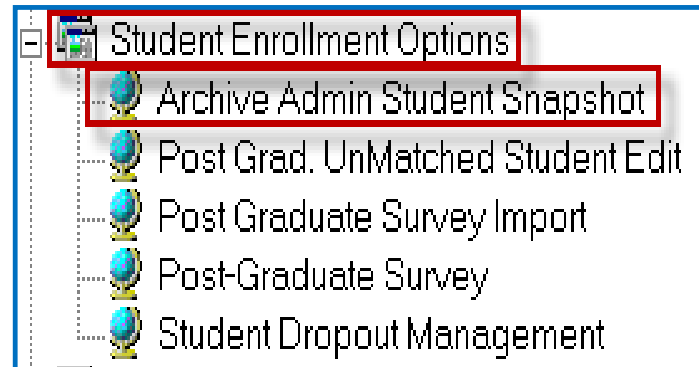 Student Enrollment Options
Archive Admin Student Snapshot
Post Grad. UnMatched Student Edit
Post Graduate Survey Import
Post-Graduate Survey
Student Dropout Management